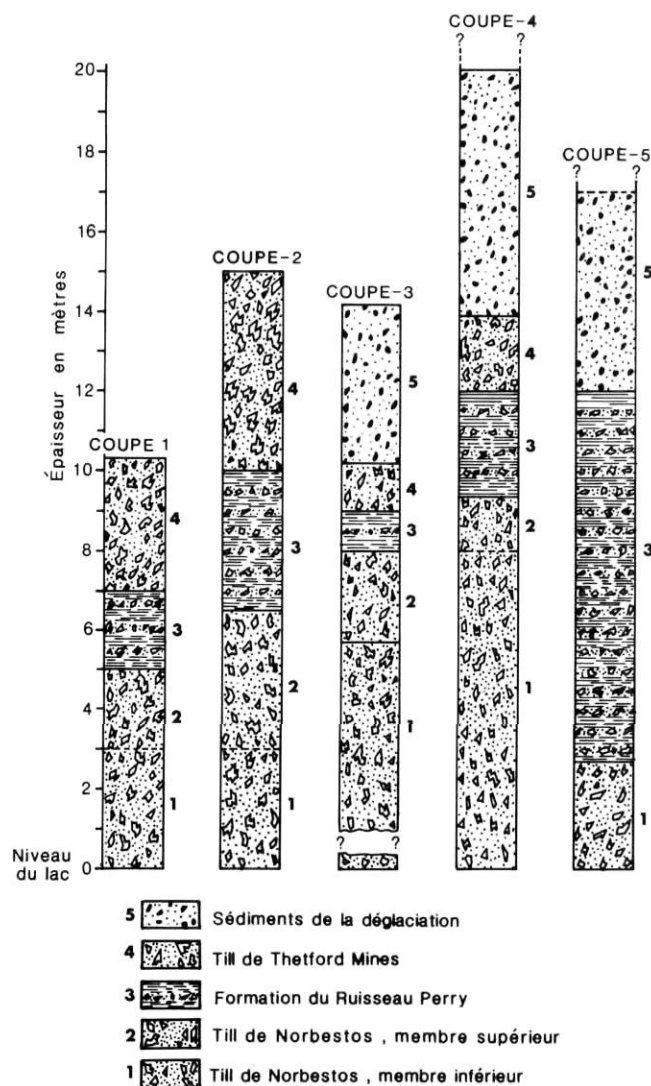 COUPE-4
? ?
20
18
16
14
12
10
8
6
4
2
0
Épaisseur en mètres
Niveau
du lac
COUPE 1
4
3
2
1
COUPE-2
4
3
2
1
COUPE-3
5
4
3
2
1
? ?
5
4
3
2
1
COUPE-5
? ?
5
3
1
5 Sédiments de la déglaciation
4 Till de Thetford Mines
3 Formation du Ruisseau Perry
2 Till de Norbestos , membre supérieur
1 Till de Norbestos , membre inférieur